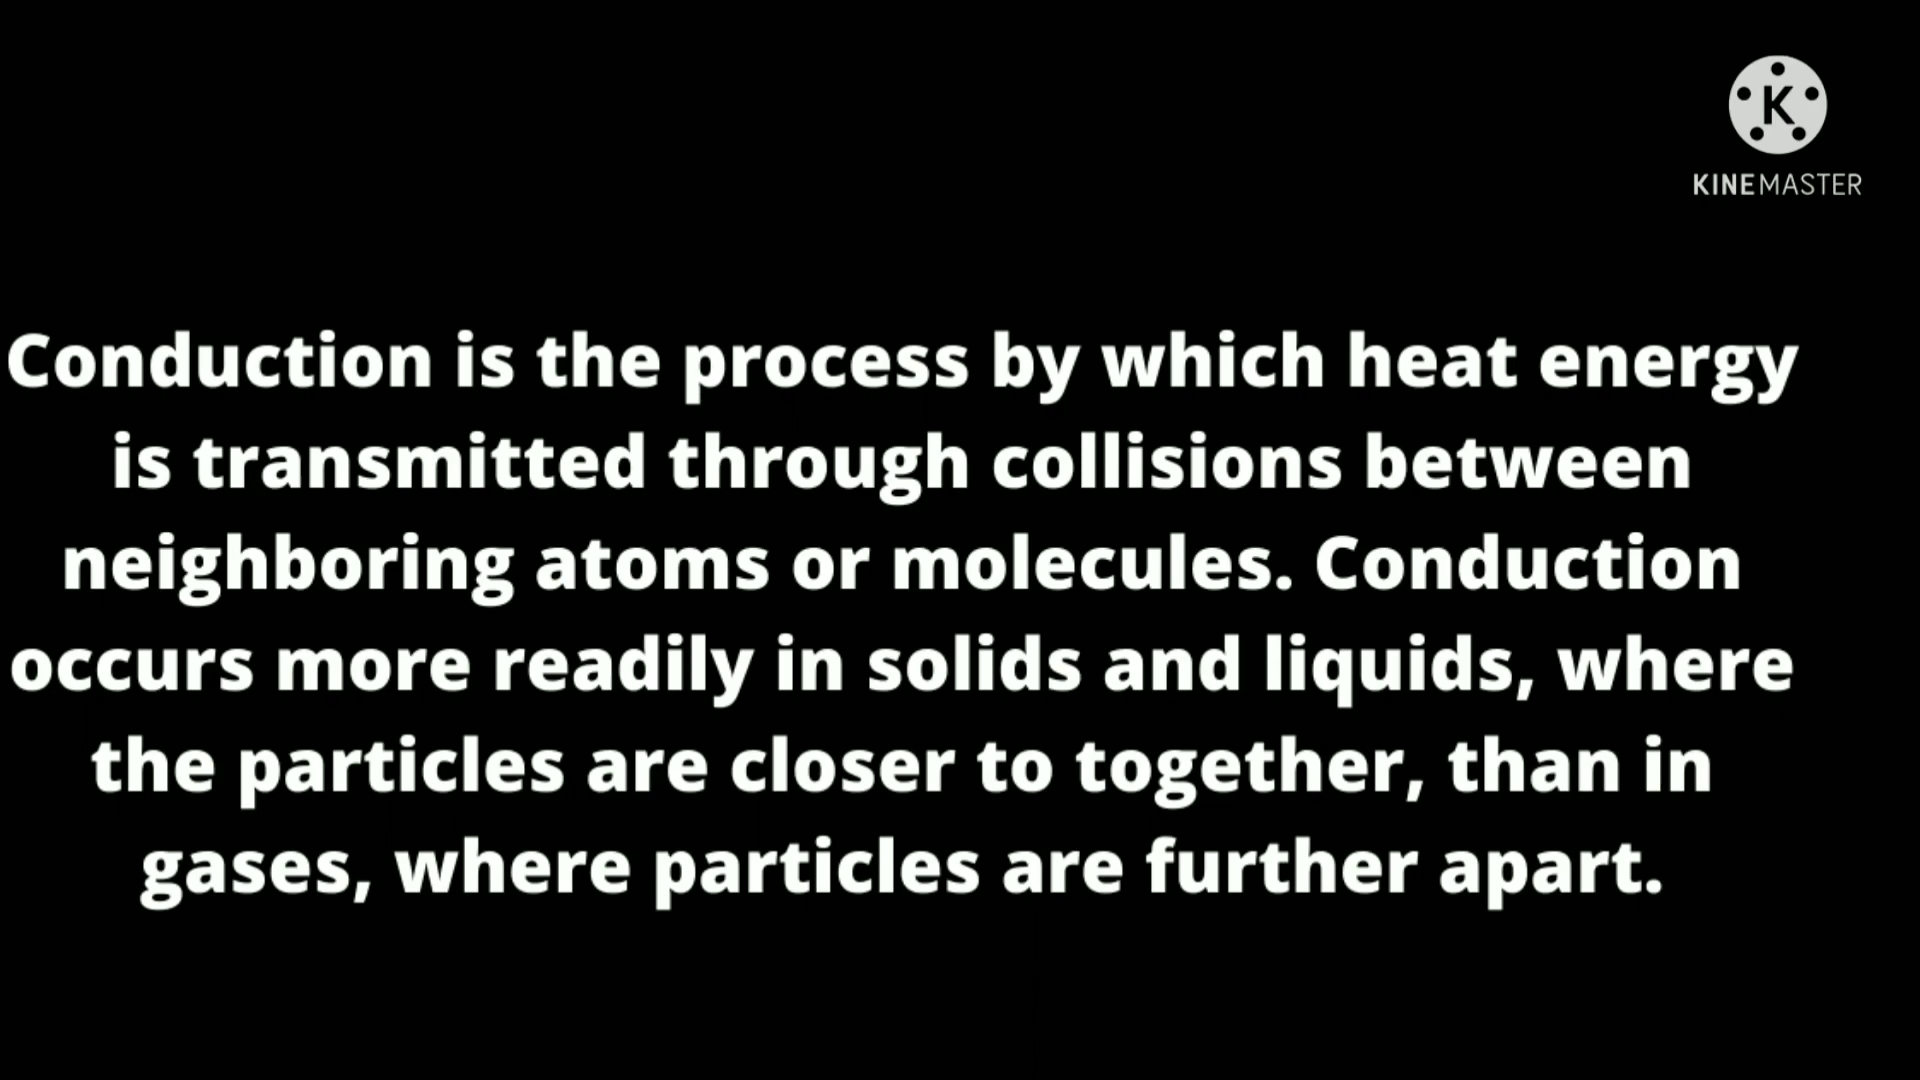 K
KINEMASTER
Conduction is the process by which heat energy
is transmitted through collisions between
neighboring atoms or molecules. Conduction
occurs more readily in solids and liquids, where
the particles are closer to together, than in
gases, where particles are further apart.